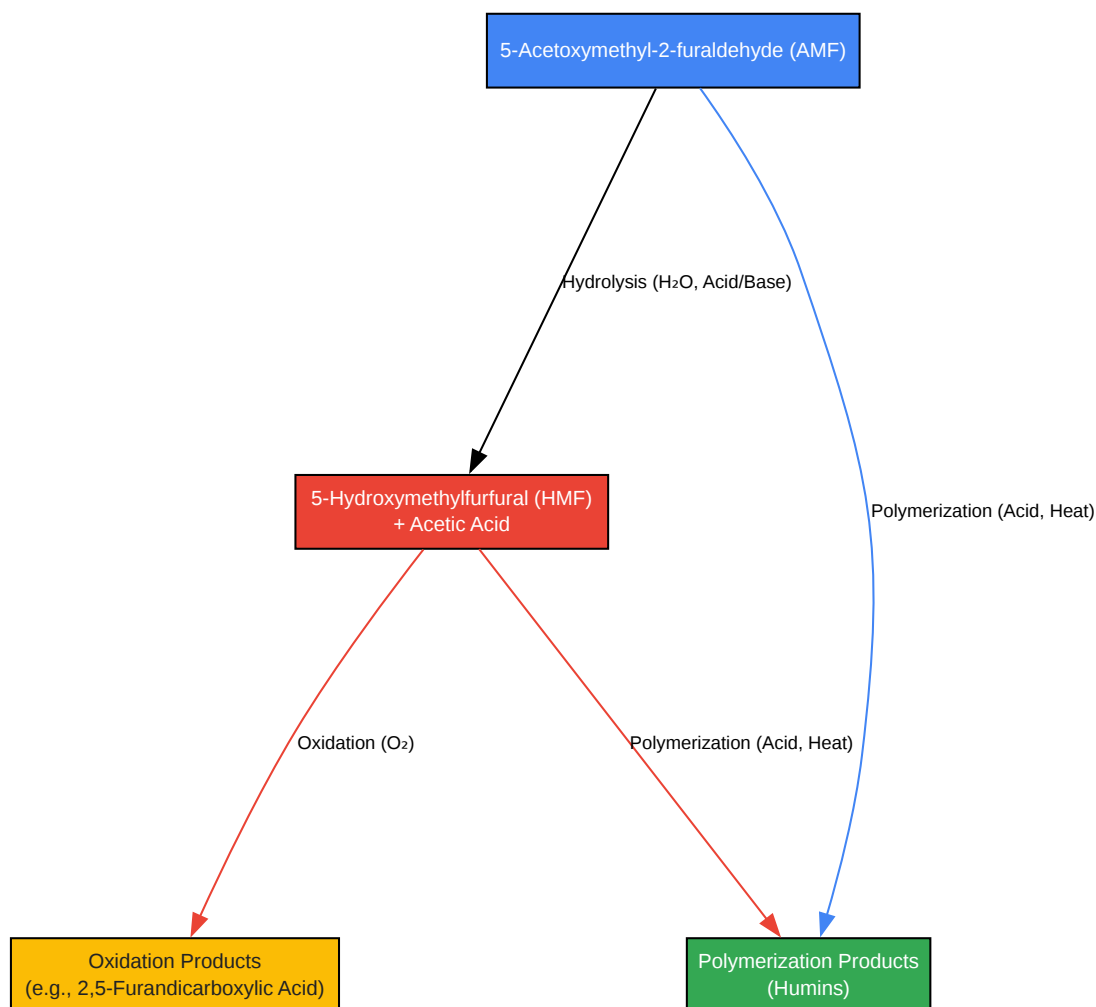 5-Acetoxymethyl-2-furaldehyde (AMF)
Hydrolysis (H₂O, Acid/Base)
5-Hydroxymethylfurfural (HMF)
+ Acetic Acid
Polymerization (Acid, Heat)
Oxidation (O₂)
Polymerization (Acid, Heat)
Oxidation Products
(e.g., 2,5-Furandicarboxylic Acid)
Polymerization Products
(Humins)